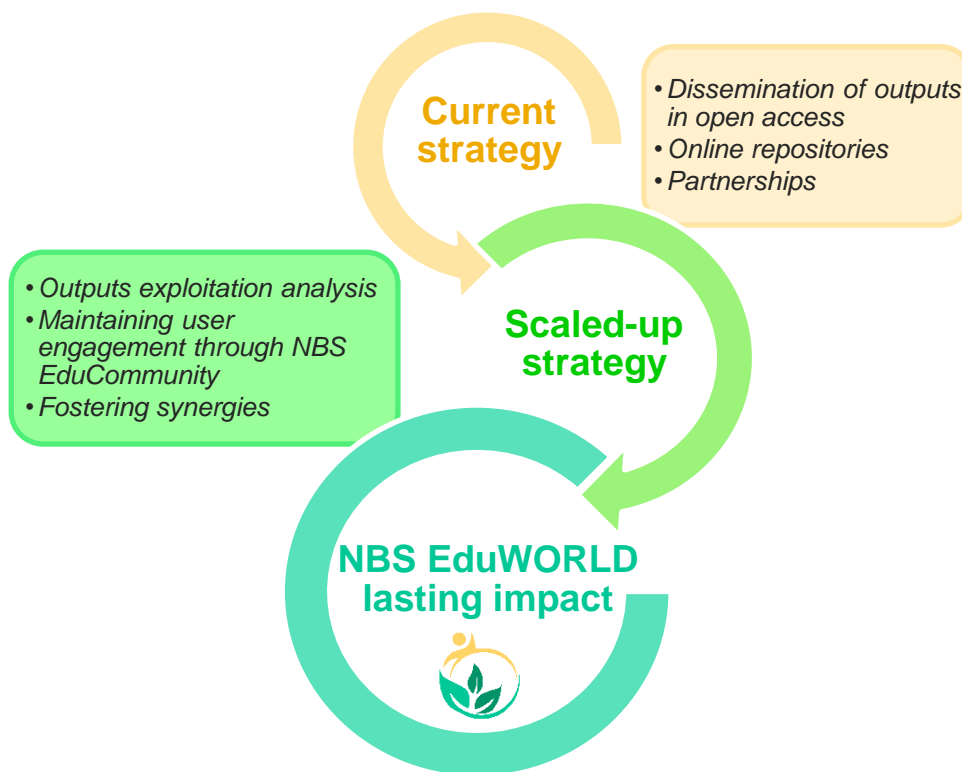 Current
strategy
• Dissemination of outputs
in open access
• Online repositories
• Partnerships
• Outputs exploitation analysis
• Maintaining user
engagement through NBS
EduCommunity
• Fostering synergies
Scaled-up
strategy
NBS EduWORLD
lasting impact